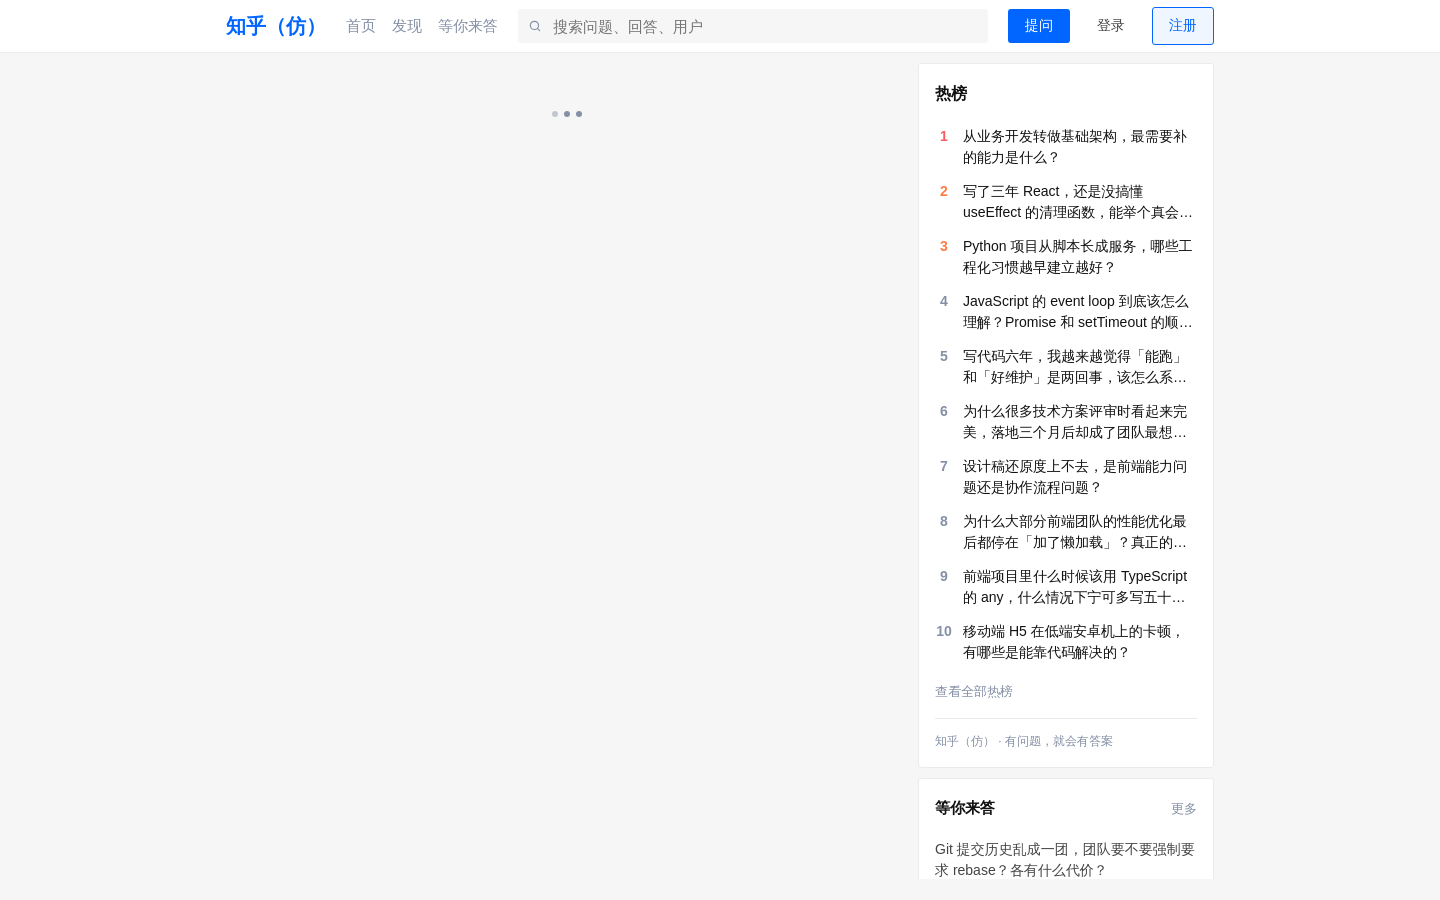 知乎（仿） 首页 发现 等你来答 搜索问题、回答、用户 提问 登录 注册
热榜
1 从业务开发转做基础架构，最需要补
的能力是什么？
2 写了三年 React，还是没搞懂
useEffect 的清理函数，能举个真会…
3 Python 项目从脚本长成服务，哪些工
程化习惯越早建立越好？
4 JavaScript 的 event loop 到底该怎么
理解？Promise 和 setTimeout 的顺…
5 写代码六年，我越来越觉得「能跑」
和「好维护」是两回事，该怎么系…
6 为什么很多技术方案评审时看起来完
美，落地三个月后却成了团队最想…
7 设计稿还原度上不去，是前端能力问
题还是协作流程问题？
8 为什么大部分前端团队的性能优化最
后都停在「加了懒加载」？真正的…
9 前端项目里什么时候该用 TypeScript
的 any，什么情况下宁可多写五十…
10 移动端 H5 在低端安卓机上的卡顿，
有哪些是能靠代码解决的？
查看全部热榜
知乎（仿） · 有问题，就会有答案
等你来答 更多
Git 提交历史乱成一团，团队要不要强制要
求 rebase？各有什么代价？